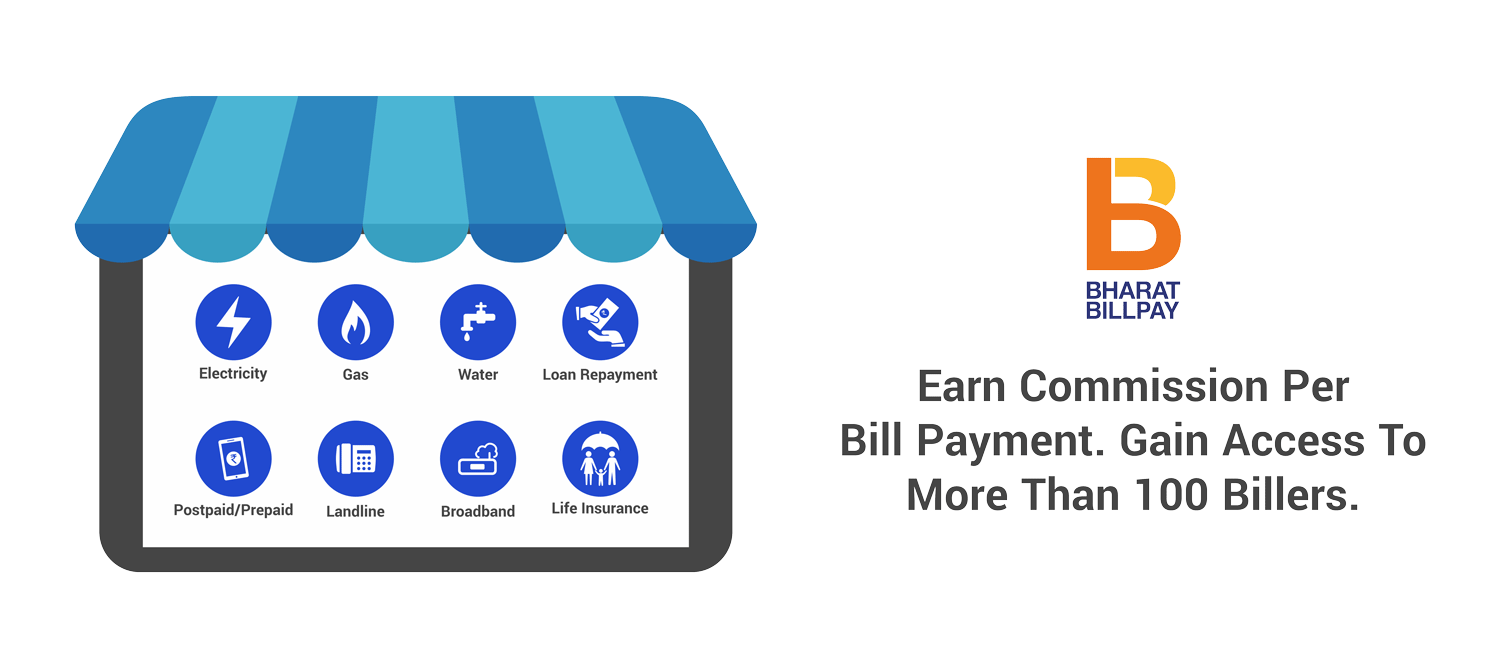 Electricity
Gas
Water
Loan Repayment
Postpaid/Prepaid
Landline
Broadband
Life Insurance
BHARAT
BILLPAY
Earn Commission Per
Bill Payment. Gain Access To
More Than 100 Billers.